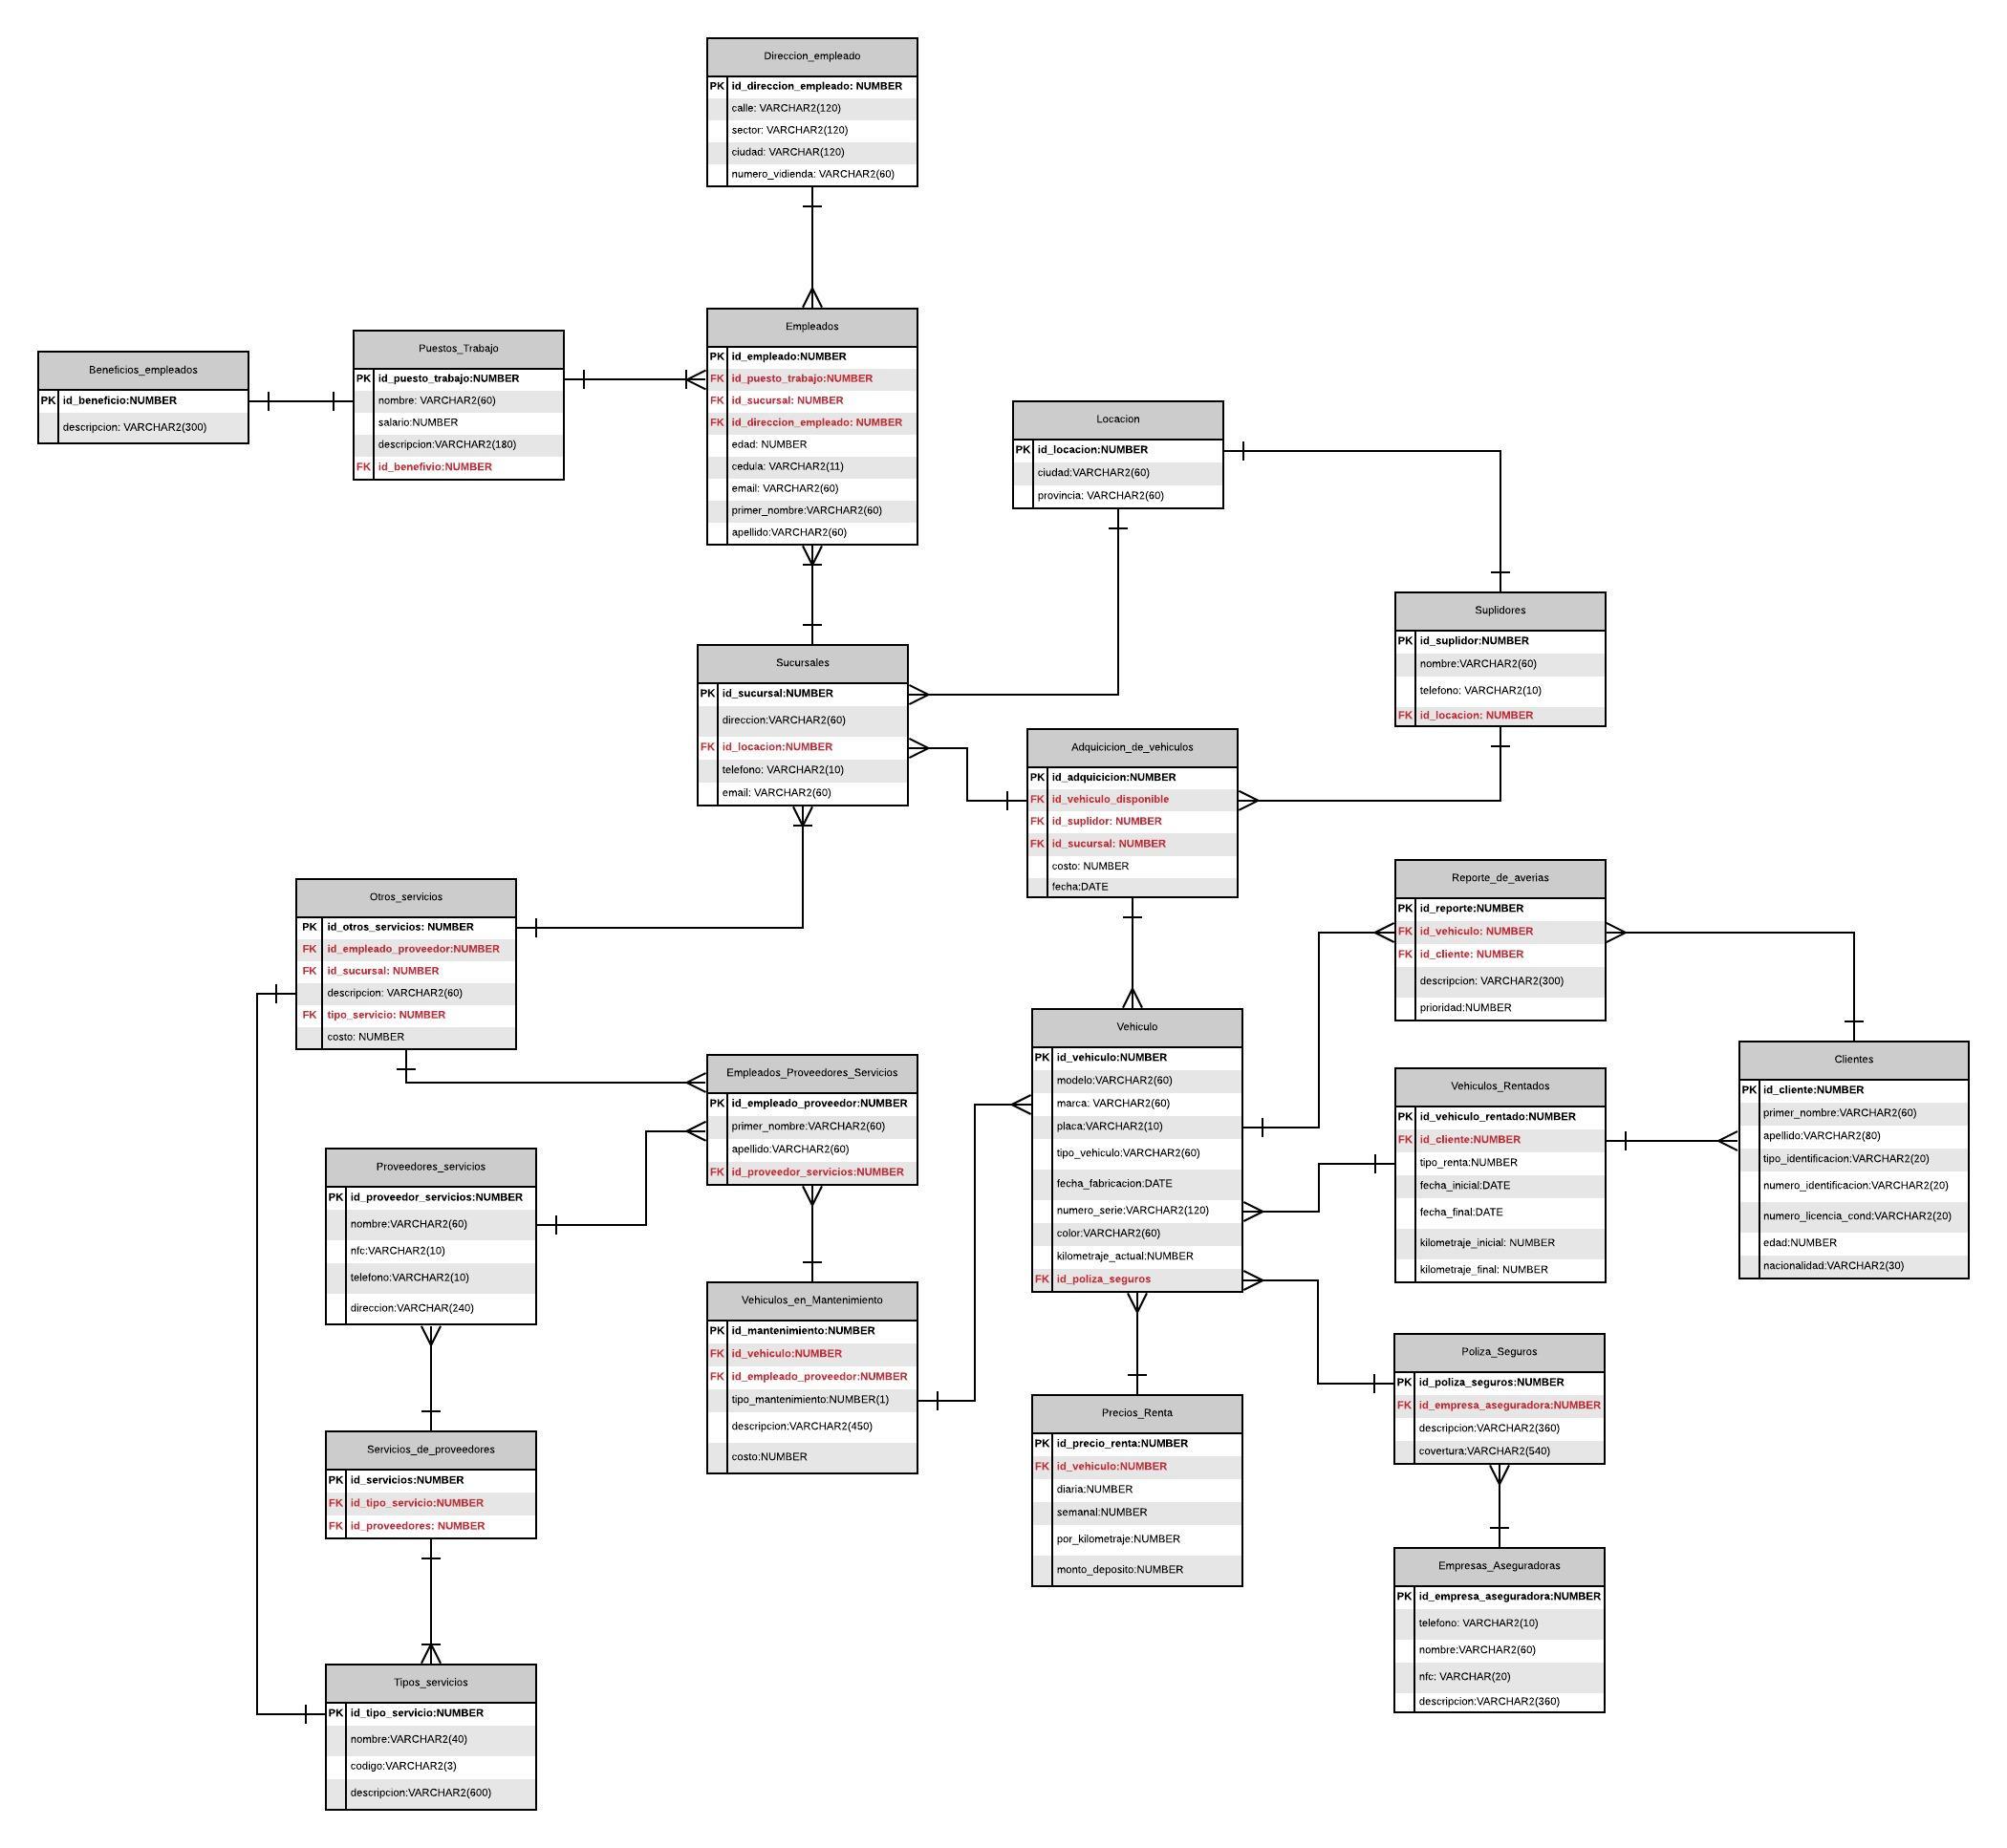 Direccion_empleado
PK id_direccion_empleado: NUMBER
calle: VARCHAR2(120)
sector: VARCHAR2(120)
ciudad: VARCHAR(120)
numero_vidienda: VARCHAR2(60)
Beneficios_empleados
PK id_beneficio:NUMBER
descripcion: VARCHAR2(300)
Puestos_Trabajo
PK id_puesto_trabajo:NUMBER
nombre: VARCHAR2(60)
salario:NUMBER
descripcion:VARCHAR2(180)
FK id_benefivio:NUMBER
Empleados
PK id_empleado:NUMBER
FK id_puesto_trabajo:NUMBER
FK id_sucursal: NUMBER
FK id_direccion_empleado: NUMBER
edad: NUMBER
cedula: VARCHAR2(11)
email: VARCHAR2(60)
primer_nombre:VARCHAR2(60)
apellido:VARCHAR2(60)
Locacion
PK id_locacion:NUMBER
ciudad:VARCHAR2(60)
provincia: VARCHAR2(60)
Suplidores
PK id_suplidor:NUMBER
nombre:VARCHAR2(60)
telefono: VARCHAR2(10)
FK id_locacion: NUMBER
Sucursales
PK id_sucursal:NUMBER
direccion:VARCHAR2(60)
FK id_locacion:NUMBER
telefono: VARCHAR2(10)
email: VARCHAR2(60)
Adquicicion_de_vehiculos
PK id_adquicicion:NUMBER
FK id_vehiculo_disponible
FK id_suplidor: NUMBER
FK id_sucursal: NUMBER
costo: NUMBER
fecha:DATE
Otros_servicios
PK id_otros_servicios: NUMBER
FK id_empleado_proveedor:NUMBER
FK id_sucursal: NUMBER
descripcion: VARCHAR2(60)
FK tipo_servicio: NUMBER
costo: NUMBER
Reporte_de_averias
PK id_reporte:NUMBER
FK id_vehiculo: NUMBER
FK id_cliente: NUMBER
descripcion: VARCHAR2(300)
prioridad:NUMBER
Empleados_Proveedores_Servicios
PK id_empleado_proveedor:NUMBER
primer_nombre:VARCHAR2(60)
apellido:VARCHAR2(60)
FK id_proveedor_servicios:NUMBER
Vehiculo
PK id_vehiculo:NUMBER
modelo:VARCHAR2(60)
marca: VARCHAR2(60)
placa:VARCHAR2(10)
tipo_vehiculo:VARCHAR2(60)
fecha_fabricacion:DATE
numero_serie:VARCHAR2(120)
color:VARCHAR2(60)
kilometraje_actual:NUMBER
FK id_poliza_seguros
Vehiculos_Rentados
PK id_vehiculo_rentado:NUMBER
FK id_cliente:NUMBER
tipo_renta:NUMBER
fecha_inicial:DATE
fecha_final:DATE
kilometraje_inicial: NUMBER
kilometraje_final: NUMBER
Clientes
PK id_cliente:NUMBER
primer_nombre:VARCHAR2(60)
apellido:VARCHAR2(80)
tipo_identificacion:VARCHAR2(20)
numero_identificacion:VARCHAR2(20)
numero_licencia_cond:VARCHAR2(20)
edad:NUMBER
nacionalidad:VARCHAR2(30)
Proveedores_servicios
PK id_proveedor_servicios:NUMBER
nombre:VARCHAR2(60)
nfc:VARCHAR2(10)
telefono:VARCHAR2(10)
direccion:VARCHAR(240)
Vehiculos_en_Mantenimiento
PK id_mantenimiento:NUMBER
FK id_vehiculo:NUMBER
FK id_empleado_proveedor:NUMBER
tipo_mantenimiento:NUMBER(1)
descripcion:VARCHAR2(450)
costo:NUMBER
Poliza_Seguros
PK id_poliza_seguros:NUMBER
FK id_empresa_aseguradora:NUMBER
descripcion:VARCHAR2(360)
covertura:VARCHAR2(540)
Precios_Renta
PK id_precio_renta:NUMBER
FK id_vehiculo:NUMBER
diaria:NUMBER
semanal:NUMBER
por_kilometraje:NUMBER
monto_deposito:NUMBER
Servicios_de_proveedores
PK id_servicios:NUMBER
FK id_tipo_servicio:NUMBER
FK id_proveedores: NUMBER
Empresas_Aseguradoras
PK id_empresa_aseguradora:NUMBER
telefono: VARCHAR2(10)
nombre:VARCHAR2(60)
nfc: VARCHAR(20)
descripcion:VARCHAR2(360)
Tipos_servicios
PK id_tipo_servicio:NUMBER
nombre:VARCHAR2(40)
codigo:VARCHAR2(3)
descripcion:VARCHAR2(600)